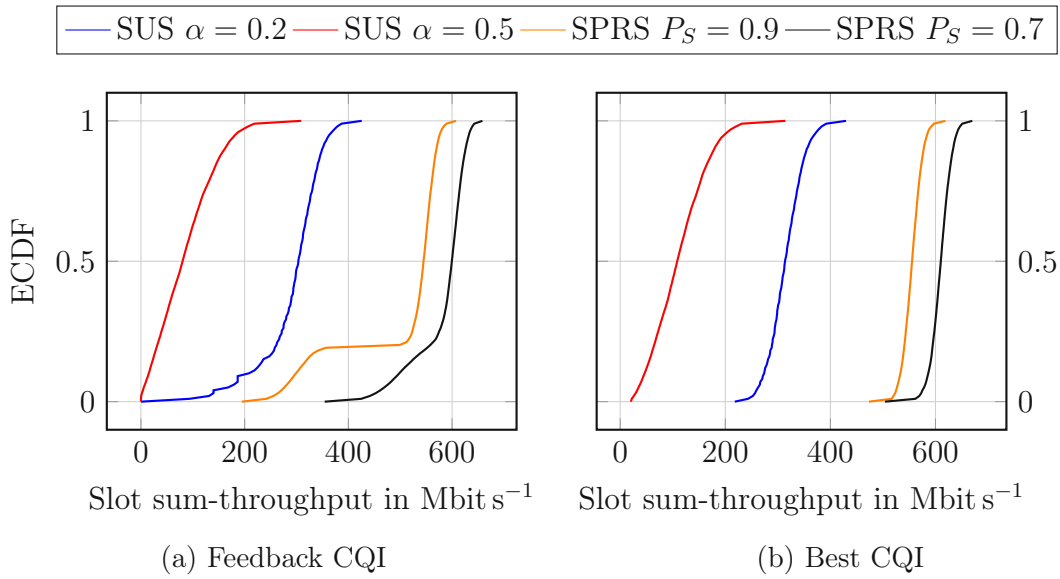 SUS α = 0.2 SUS α = 0.5 SPRS P_S = 0.9 SPRS P_S = 0.7
1
0.5
0
ECDF
0 200 400 600
Slot sum-throughput in Mbit s⁻¹
(a) Feedback CQI
1
0.5
0
0 200 400 600
Slot sum-throughput in Mbit s⁻¹
(b) Best CQI